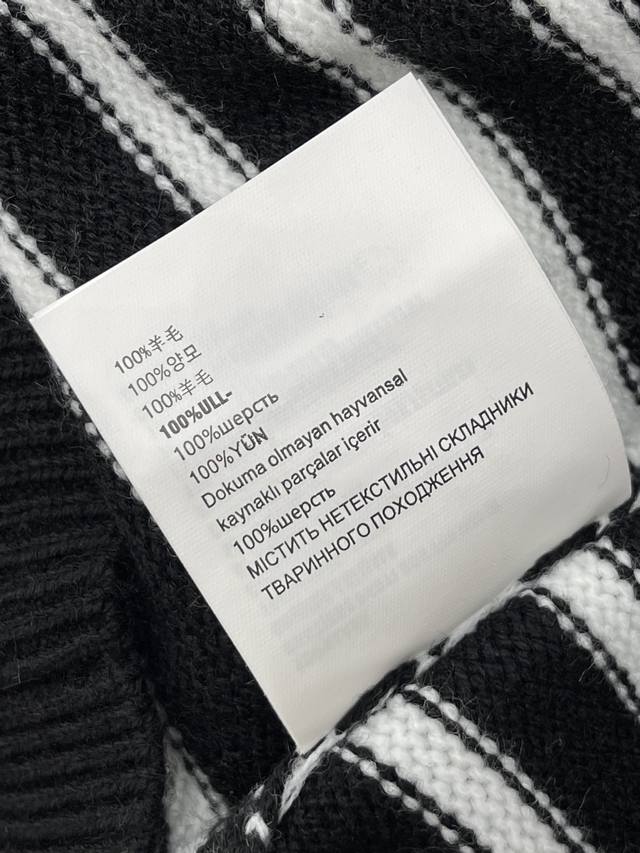 100%羊毛
100%양모
100%羊毛
100%ULL-
100%шерсть
100%YÜN
Dokuma olmayan hayvansal
kaynaklı parçalar içerir
100%шерсть
МІСТИТЬ НЕТЕКСТИЛЬНІ СКЛАДНИКИ
ТВАРИННОГО ПОХОДЖЕННЯ